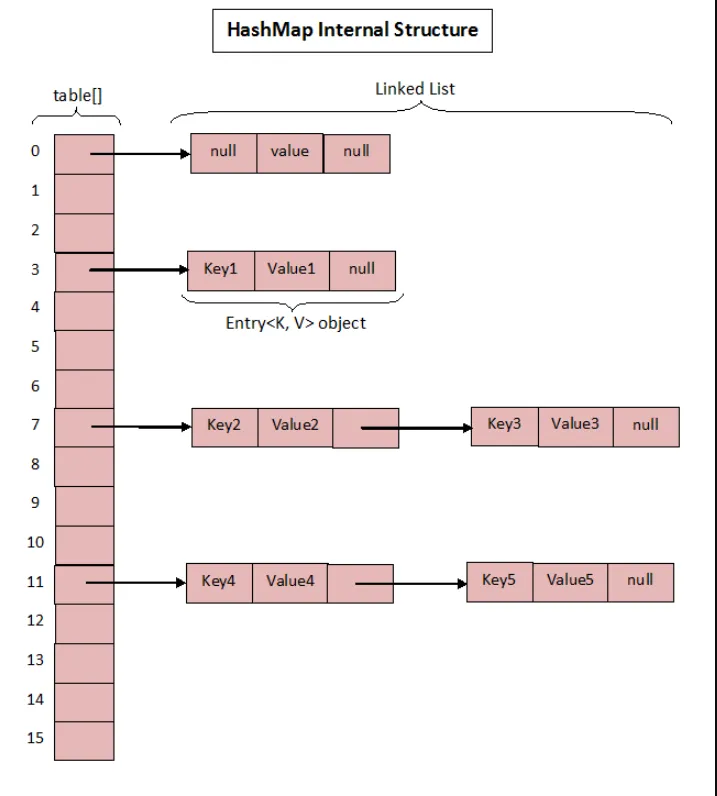 HashMap Internal Structure
table[]
Linked List
0
null value null
1
2
3
Key1 Value1 null
4
Entry<K, V> object
5
6
7
Key2 Value2
Key3 Value3 null
8
9
10
11
Key4 Value4
Key5 Value5 null
12
13
14
15